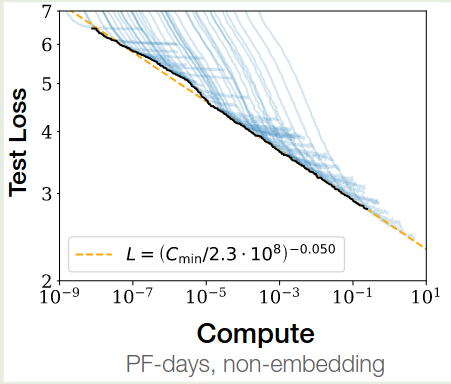 7
6
5
4
3
2
Test Loss
L = (C_min/2.3 · 10^8)^−0.050
10^−9 10^−7 10^−5 10^−3 10^−1 10^1
Compute
PF-days, non-embedding